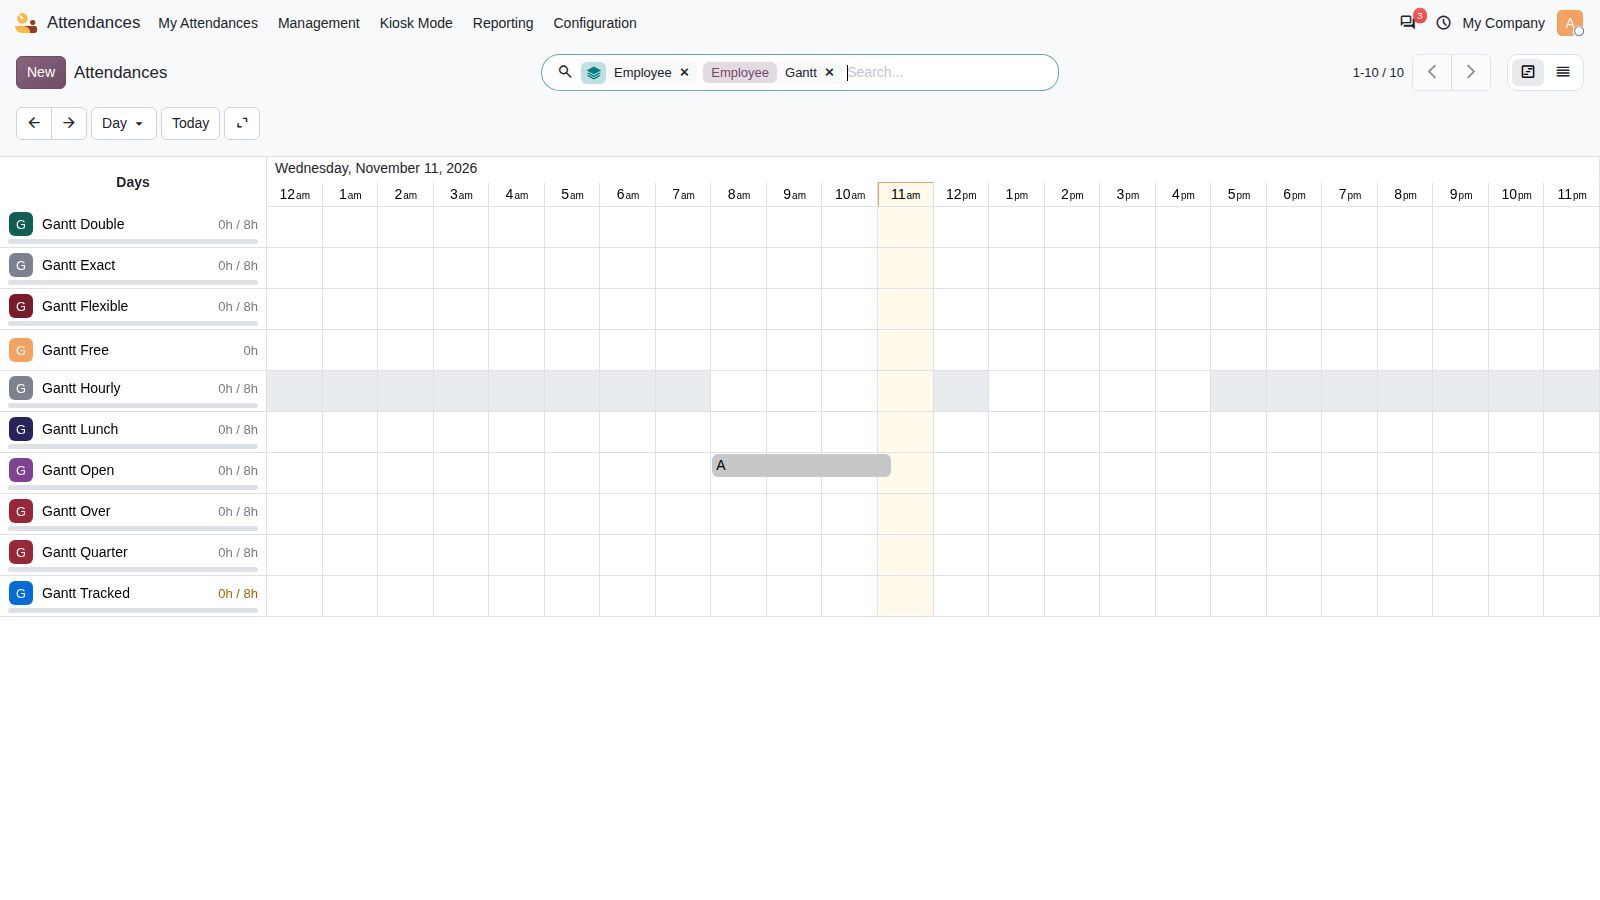 Attendances My Attendances Management Kiosk Mode Reporting Configuration 3 My Company A
New Attendances Employee × Employee Gantt × Search... 1-10 / 10
Day Today
Days Wednesday, November 11, 2026
12am 1am 2am 3am 4am 5am 6am 7am 8am 9am 10am 11am 12pm 1pm 2pm 3pm 4pm 5pm 6pm 7pm 8pm 9pm 10pm 11pm
G Gantt Double 0h / 8h
G Gantt Exact 0h / 8h
G Gantt Flexible 0h / 8h
G Gantt Free 0h
G Gantt Hourly 0h / 8h
G Gantt Lunch 0h / 8h
G Gantt Open 0h / 8h A
G Gantt Over 0h / 8h
G Gantt Quarter 0h / 8h
G Gantt Tracked 0h / 8h